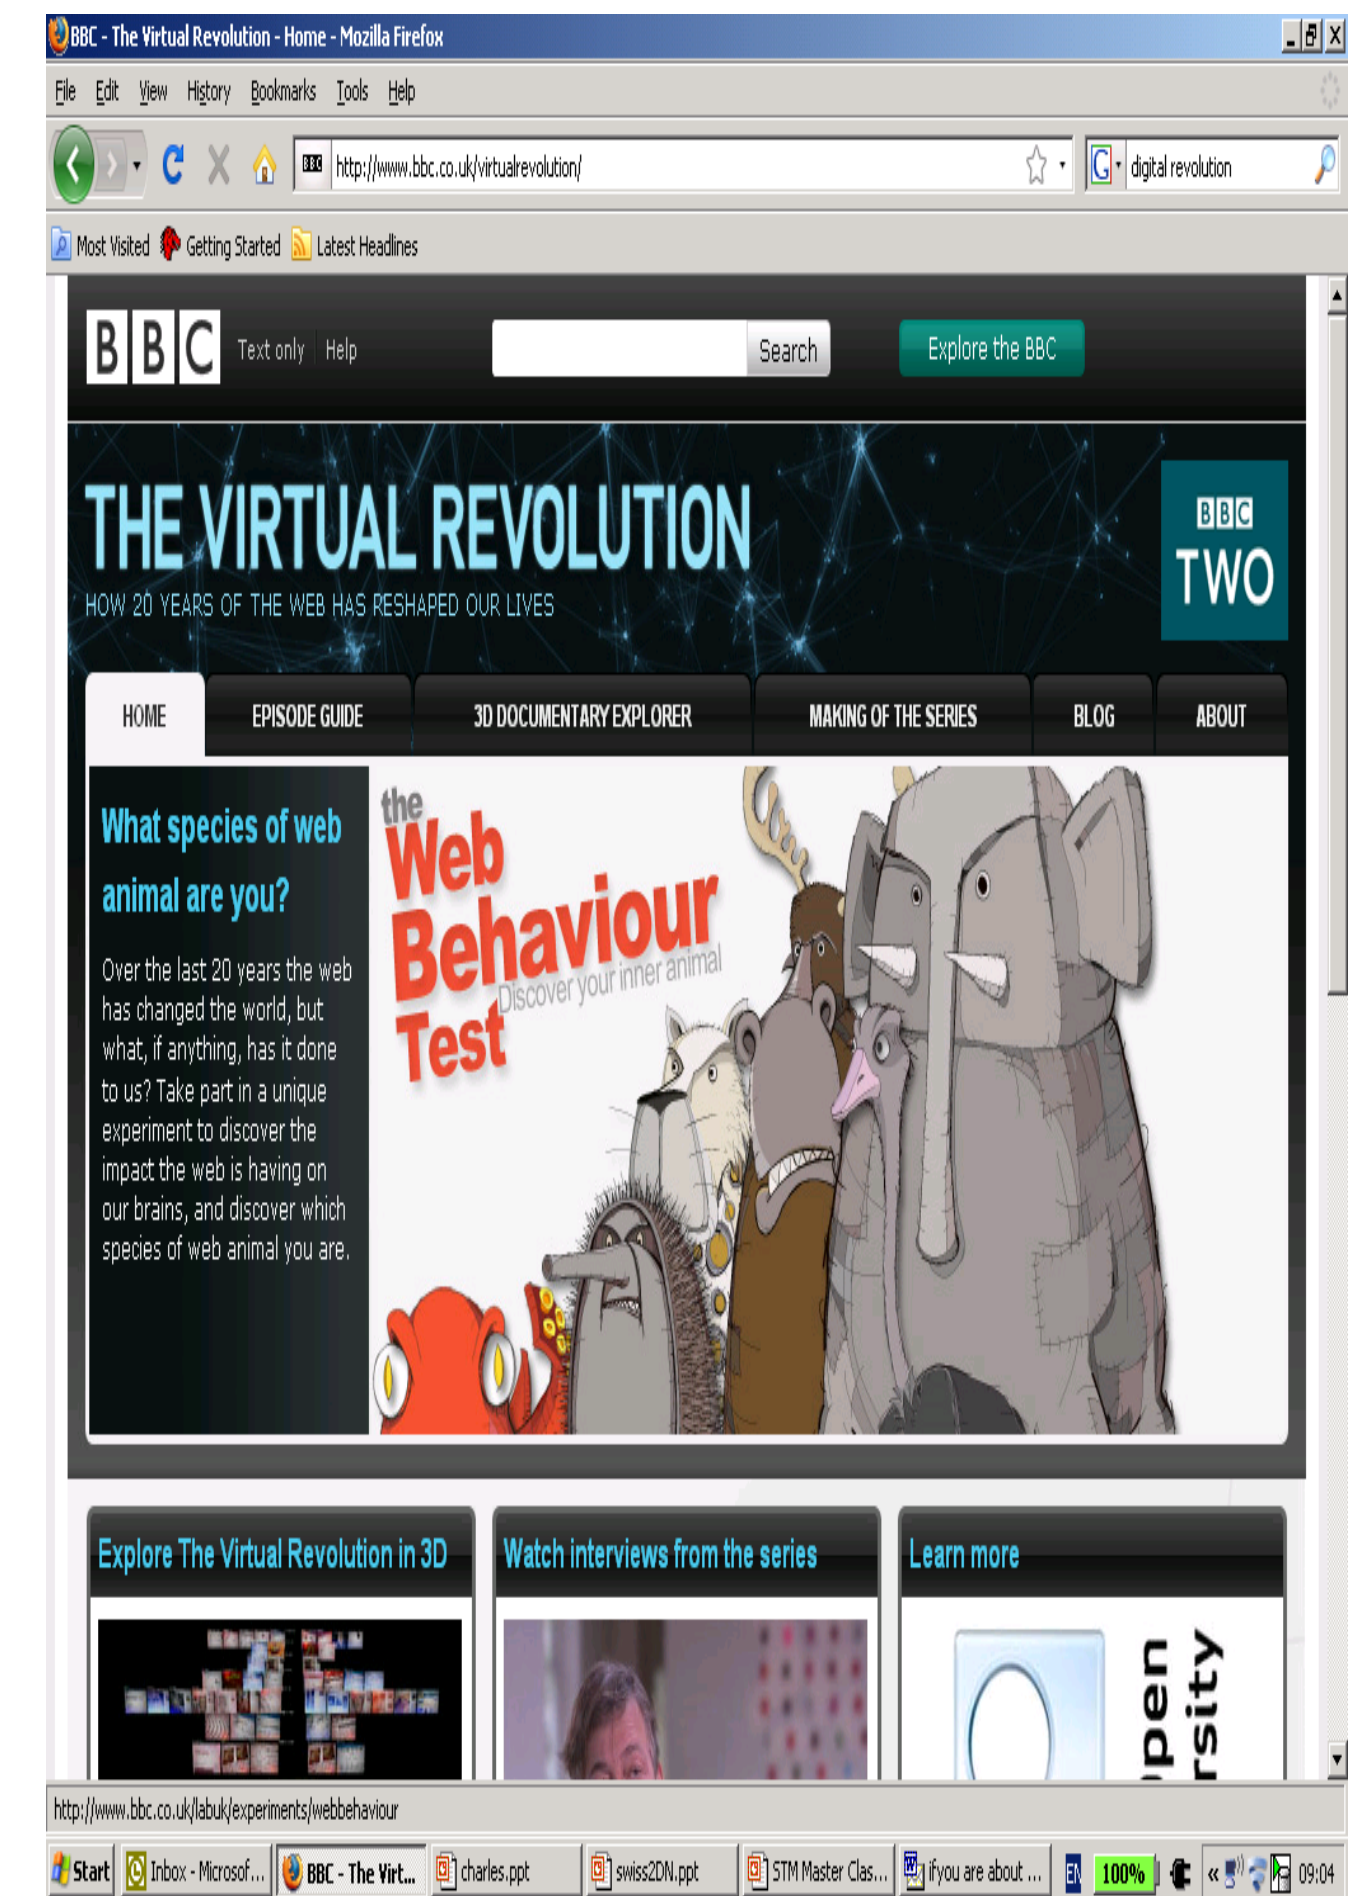 BBC - The Virtual Revolution - Home - Mozilla Firefox
File Edit View History Bookmarks Tools Help
BBC http://www.bbc.co.uk/virtualrevolution/ G digital revolution
Most Visited Getting Started Latest Headlines
BBC Text only Help Search Explore the BBC
THE VIRTUAL REVOLUTION
HOW 20 YEARS OF THE WEB HAS RESHAPED OUR LIVES
BBC
TWO
HOME EPISODE GUIDE 3D DOCUMENTARY EXPLORER MAKING OF THE SERIES BLOG ABOUT
What species of web
animal are you?
Over the last 20 years the web
has changed the world, but
what, if anything, has it done
to us? Take part in a unique
experiment to discover the
impact the web is having on
our brains, and discover which
species of web animal you are.
the
Web
Behaviour
Discover your inner animal
Test
Explore The Virtual Revolution in 3D
Watch interviews from the series
Learn more
pen
rsity
http://www.bbc.co.uk/labuk/experiments/webbehaviour
Start Inbox - Microsof... BBC - The Virt... charles.ppt swiss2DN.ppt STM Master Clas... ifyou are about ... EN 100% « 09:04